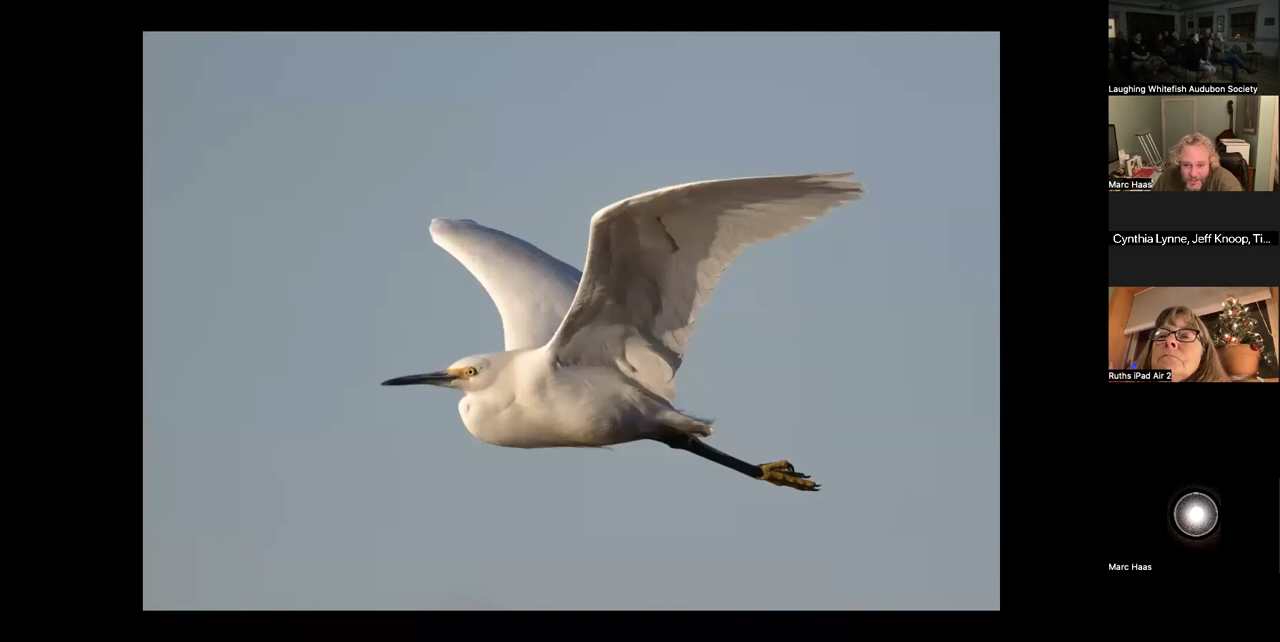 Laughing Whitefish Audubon Society
Marc Haas
Cynthia Lynne, Jeff Knoop, Ti...
Ruths iPad Air 2
Marc Haas